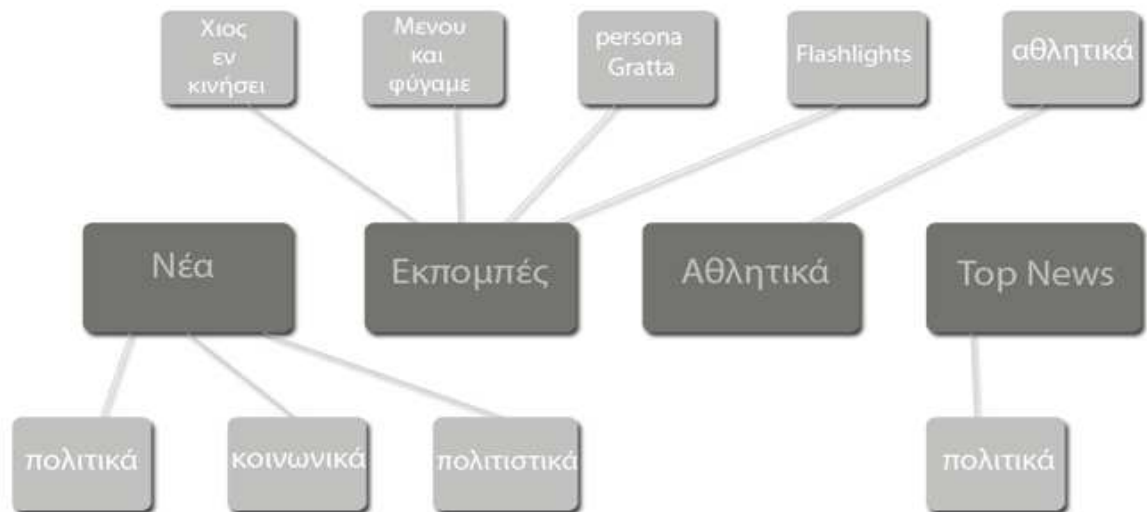 Χιος
εν
κινήσει
Μενου
και
φύγαμε
persona
Gratta
Flashlights
αθλητικά
Νέα
Εκπομπές
Αθλητικά
Top News
πολιτικά
κοινωνικά
πολιτιστικά
πολιτικά